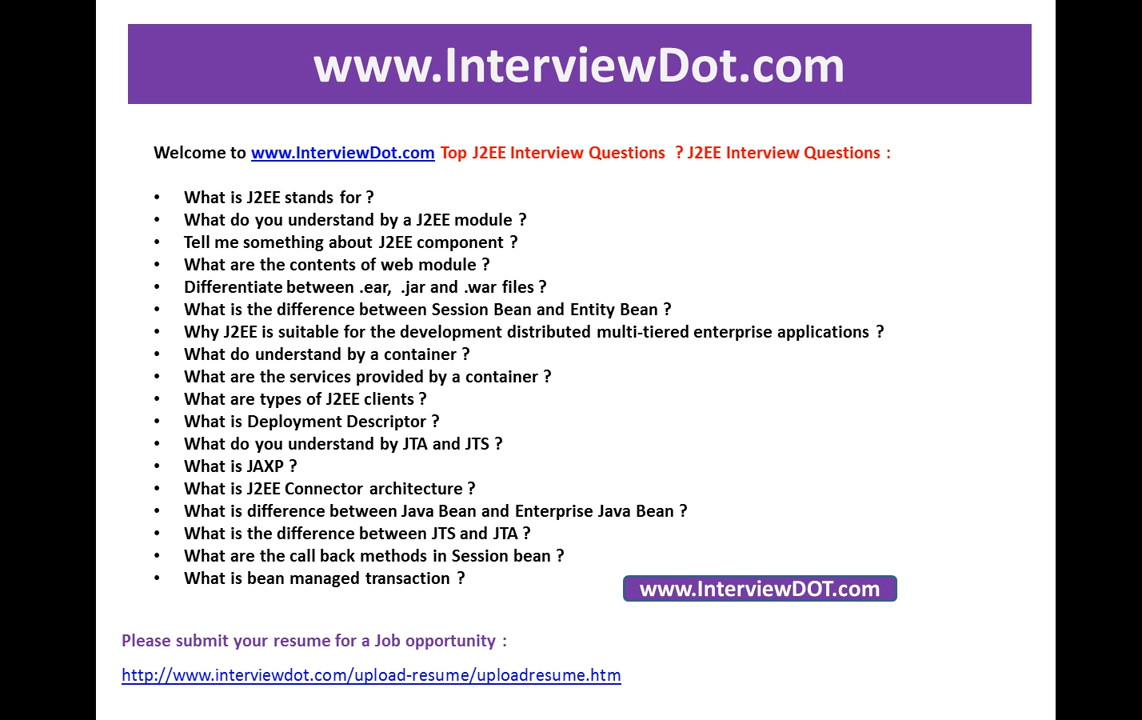 www.InterviewDot.com
Welcome to www.InterviewDot.com Top J2EE Interview Questions ? J2EE Interview Questions :
• What is J2EE stands for ?
• What do you understand by a J2EE module ?
• Tell me something about J2EE component ?
• What are the contents of web module ?
• Differentiate between .ear, .jar and .war files ?
• What is the difference between Session Bean and Entity Bean ?
• Why J2EE is suitable for the development distributed multi-tiered enterprise applications ?
• What do understand by a container ?
• What are the services provided by a container ?
• What are types of J2EE clients ?
• What is Deployment Descriptor ?
• What do you understand by JTA and JTS ?
• What is JAXP ?
• What is J2EE Connector architecture ?
• What is difference between Java Bean and Enterprise Java Bean ?
• What is the difference between JTS and JTA ?
• What are the call back methods in Session bean ?
• What is bean managed transaction ?
www.InterviewDOT.com
Please submit your resume for a Job opportunity :
http://www.interviewdot.com/upload-resume/uploadresume.htm